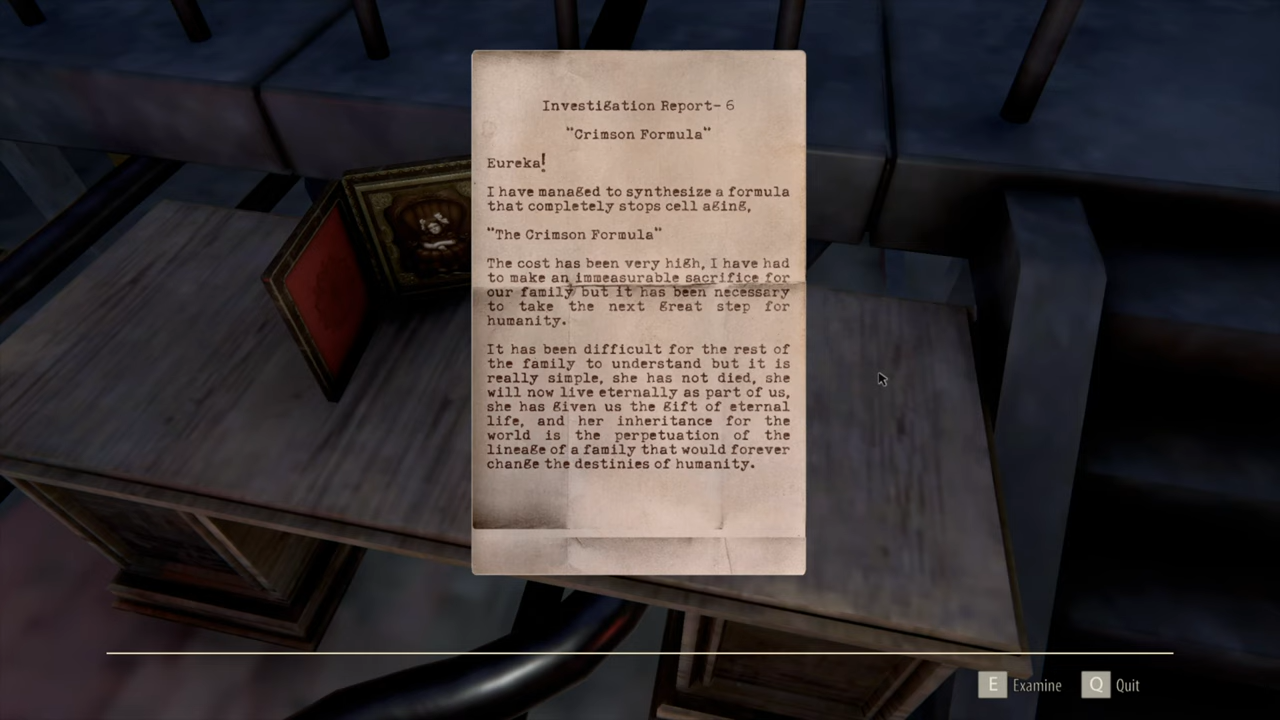 Investigation Report- 6
"Crimson Formula"
Eureka!
I have managed to synthesize a formula
that completely stops cell aging,
"The Crimson Formula"
The cost has been very high, I have had
to make an immeasurable sacrifice for
our family but it has been necessary
to take the next great step for
humanity.
It has been difficult for the rest of
the family to understand but it is
really simple, she has not died, she
will now live eternally as part of us,
she has given us the gift of eternal
life, and her inheritance for the
world is the perpetuation of the
lineage of a family that would forever
change the destinies of humanity.
E Examine Q Quit